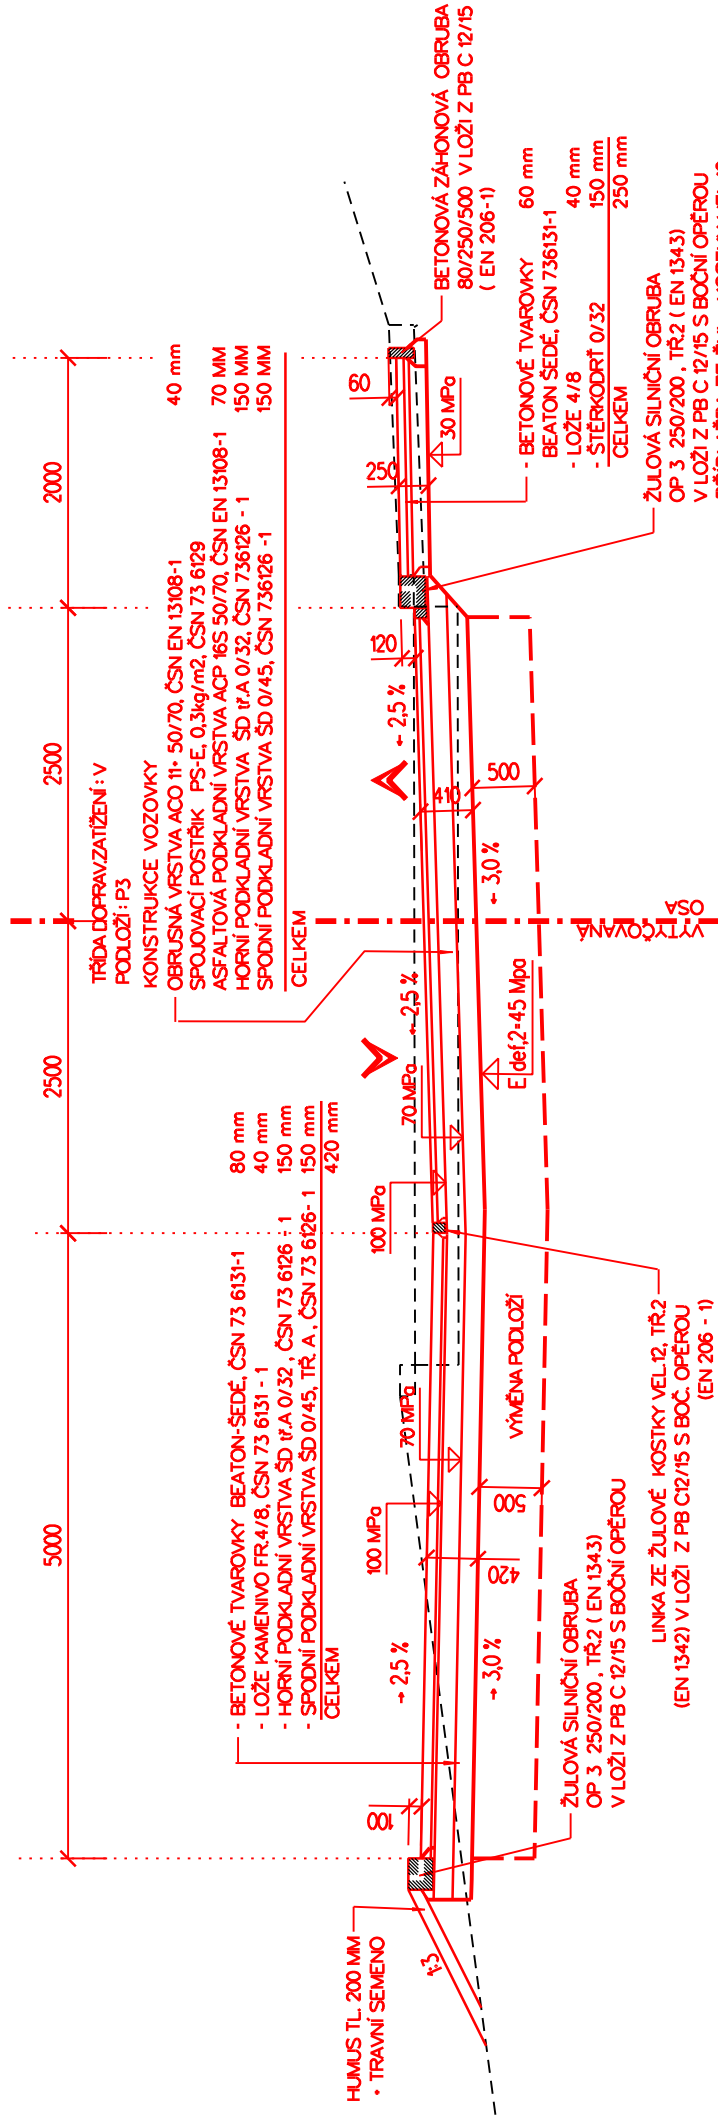 5000
2500
2500
2000
TŘÍDA DOPRAV.ZATÍŽENÍ : V
PODLOŽÍ : P3
KONSTRUKCE VOZOVKY
OBRUSNÁ VRSTVA ACO 11+ 50/70, ČSN EN 13108-1 40 mm
SPOJOVACÍ POSTŘIK PS-E, 0,3kg/m2, ČSN 73 6129
ASFALTOVÁ PODKLADNÍ VRSTVA ACP 16S 50/70, ČSN EN 13108-1 70 MM
HORNÍ PODKLADNÍ VRSTVA ŠD tř.A 0/32, ČSN 736126 - 1 150 MM
SPODNÍ PODKLADNÍ VRSTVA ŠD 0/45, ČSN 736126 -1 150 MM
CELKEM
- BETONOVÉ TVAROVKY BEATON-ŠEDÉ, ČSN 73 6131-1 80 mm
- LOŽE KAMENIVO FR.4/8, ČSN 73 6131 - 1 40 mm
- HORNÍ PODKLADNÍ VRSTVA ŠD tř.A 0/32 , ČSN 73 6126 - 1 150 mm
- SPODNÍ PODKLADNÍ VRSTVA ŠD 0/45, TŘ. A , ČSN 73 6126- 1 150 mm
CELKEM 420 mm
HUMUS TL. 200 MM
+ TRAVNÍ SEMENO
1:3
100
2,5 %
3,0 %
100 MPa
70 MPa
420
500
VÝMĚNA PODLOŽÍ
100 MPa
70 MPa
2,5 %
E def,2=45 Mpa
VYTYČOVANÁ
OSA
3,0 %
2,5 %
410
500
120
250
60
30 MPa
BETONOVÁ ZÁHONOVÁ OBRUBA
80/250/500 V LOŽI Z PB C 12/15
( EN 206-1)
- BETONOVÉ TVAROVKY 60 mm
BEATON ŠEDÉ, ČSN 736131-1
- LOŽE 4/8 40 mm
- ŠTĚRKODRŤ 0/32 150 mm
CELKEM 250 mm
ŽULOVÁ SILNIČNÍ OBRUBA
OP 3 250/200 , TŘ.2 ( EN 1343)
V LOŽI Z PB C 12/15 S BOČNÍ OPĚROU
ŽULOVÁ SILNIČNÍ OBRUBA
OP 3 250/200 , TŘ.2 ( EN 1343)
V LOŽI Z PB C 12/15 S BOČNÍ OPĚROU
LINKA ZE ŽULOVÉ KOSTKY VEL.12, TŘ.2
(EN 1342) V LOŽI Z PB C12/15 S BOČ. OPĚROU
(EN 206 - 1)